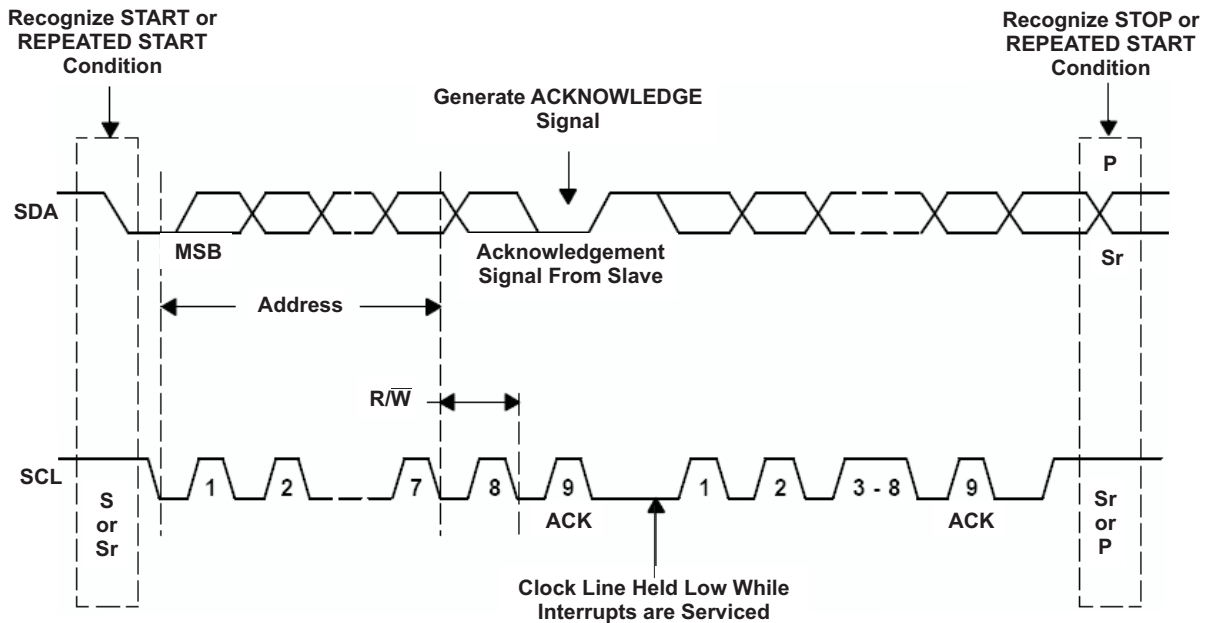 Recognize START or
REPEATED START
Condition
Recognize STOP or
REPEATED START
Condition
Generate ACKNOWLEDGE
Signal
P
SDA
MSB
Acknowledgement
Signal From Slave
Sr
Address
R/W̅
SCL
1
2
7
8
9
1
2
3 - 8
9
ACK
ACK
S
or
Sr
Sr
or
P
Clock Line Held Low While
Interrupts are Serviced